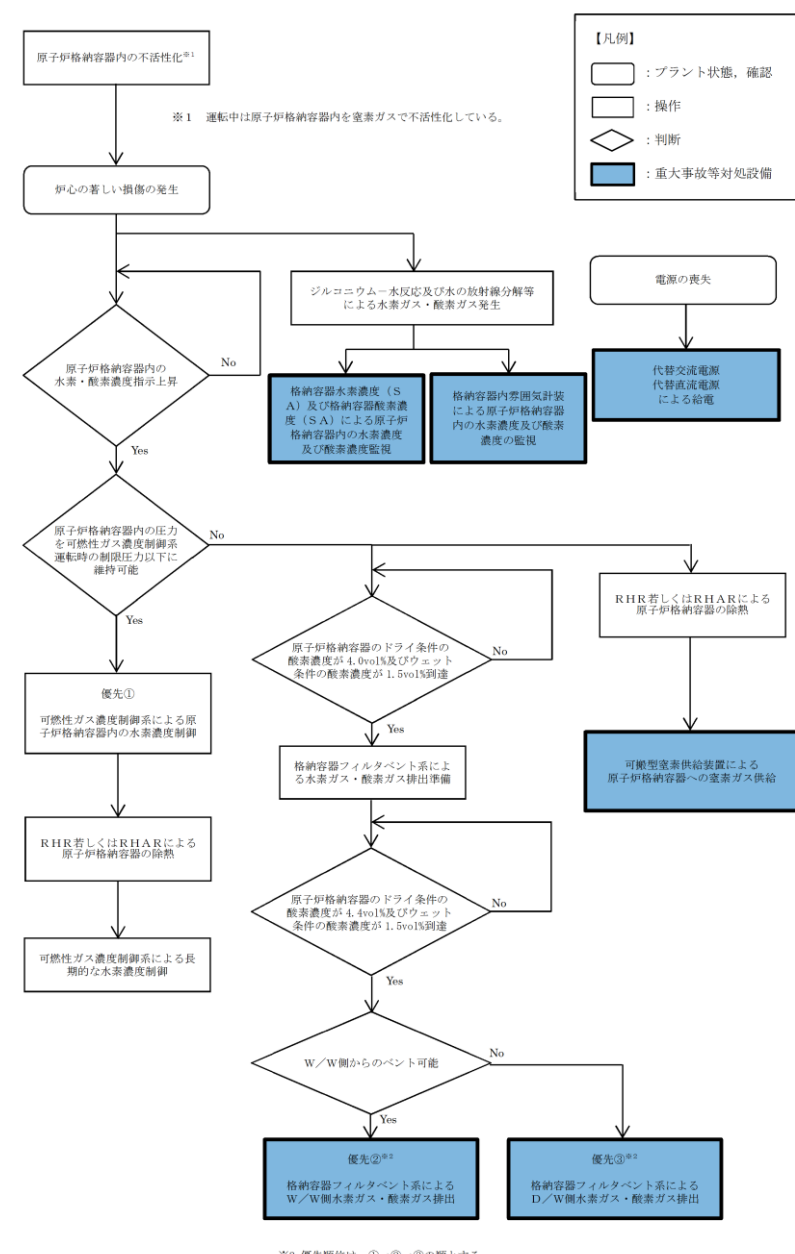 【凡例】
：プラント状態，確認
：操作
：判断
：重大事故等対処設備
原子炉格納容器内の不活性化※1
※１　運転中は原子炉格納容器内を窒素ガスで不活性化している。
炉心の著しい損傷の発生
ジルコニウム－水反応及び水の放射線分解等
による水素ガス・酸素ガス発生
電源の喪失
原子炉格納容器内の
水素・酸素濃度指示上昇
No
Yes
格納容器水素濃度（Ｓ
Ａ）及び格納容器酸素濃
度（ＳＡ）による原子炉
格納容器内の水素濃度
及び酸素濃度監視
格納容器内雰囲気計装
による原子炉格納容器
内の水素濃度及び酸素
濃度の監視
代替交流電源
代替直流電源
による給電
原子炉格納容器内の圧力
を可燃性ガス濃度制御系
運転時の制限圧力以下に
維持可能
No
Yes
優先①
可燃性ガス濃度制御系による原
子炉格納容器内の水素濃度制御
ＲＨＲ若しくはＲＨＡＲによる
原子炉格納容器の除熱
可燃性ガス濃度制御系による長
期的な水素濃度制御
原子炉格納容器のドライ条件の
酸素濃度が 4.0vol%及びウェット
条件の酸素濃度が 1.5vol%到達
No
Yes
格納容器フィルタベント系によ
る水素ガス・酸素ガス排出準備
原子炉格納容器のドライ条件の
酸素濃度が 4.4vol%及びウェット
条件の酸素濃度が 1.5vol%到達
No
Yes
Ｗ／Ｗ側からのベント可能
No
Yes
優先②※2
格納容器フィルタベント系による
Ｗ／Ｗ側水素ガス・酸素ガス排出
優先③※2
格納容器フィルタベント系による
Ｄ／Ｗ側水素ガス・酸素ガス排出
ＲＨＲ若しくはＲＨＡＲによる
原子炉格納容器の除熱
可搬型窒素供給装置による
原子炉格納容器への窒素ガス供給